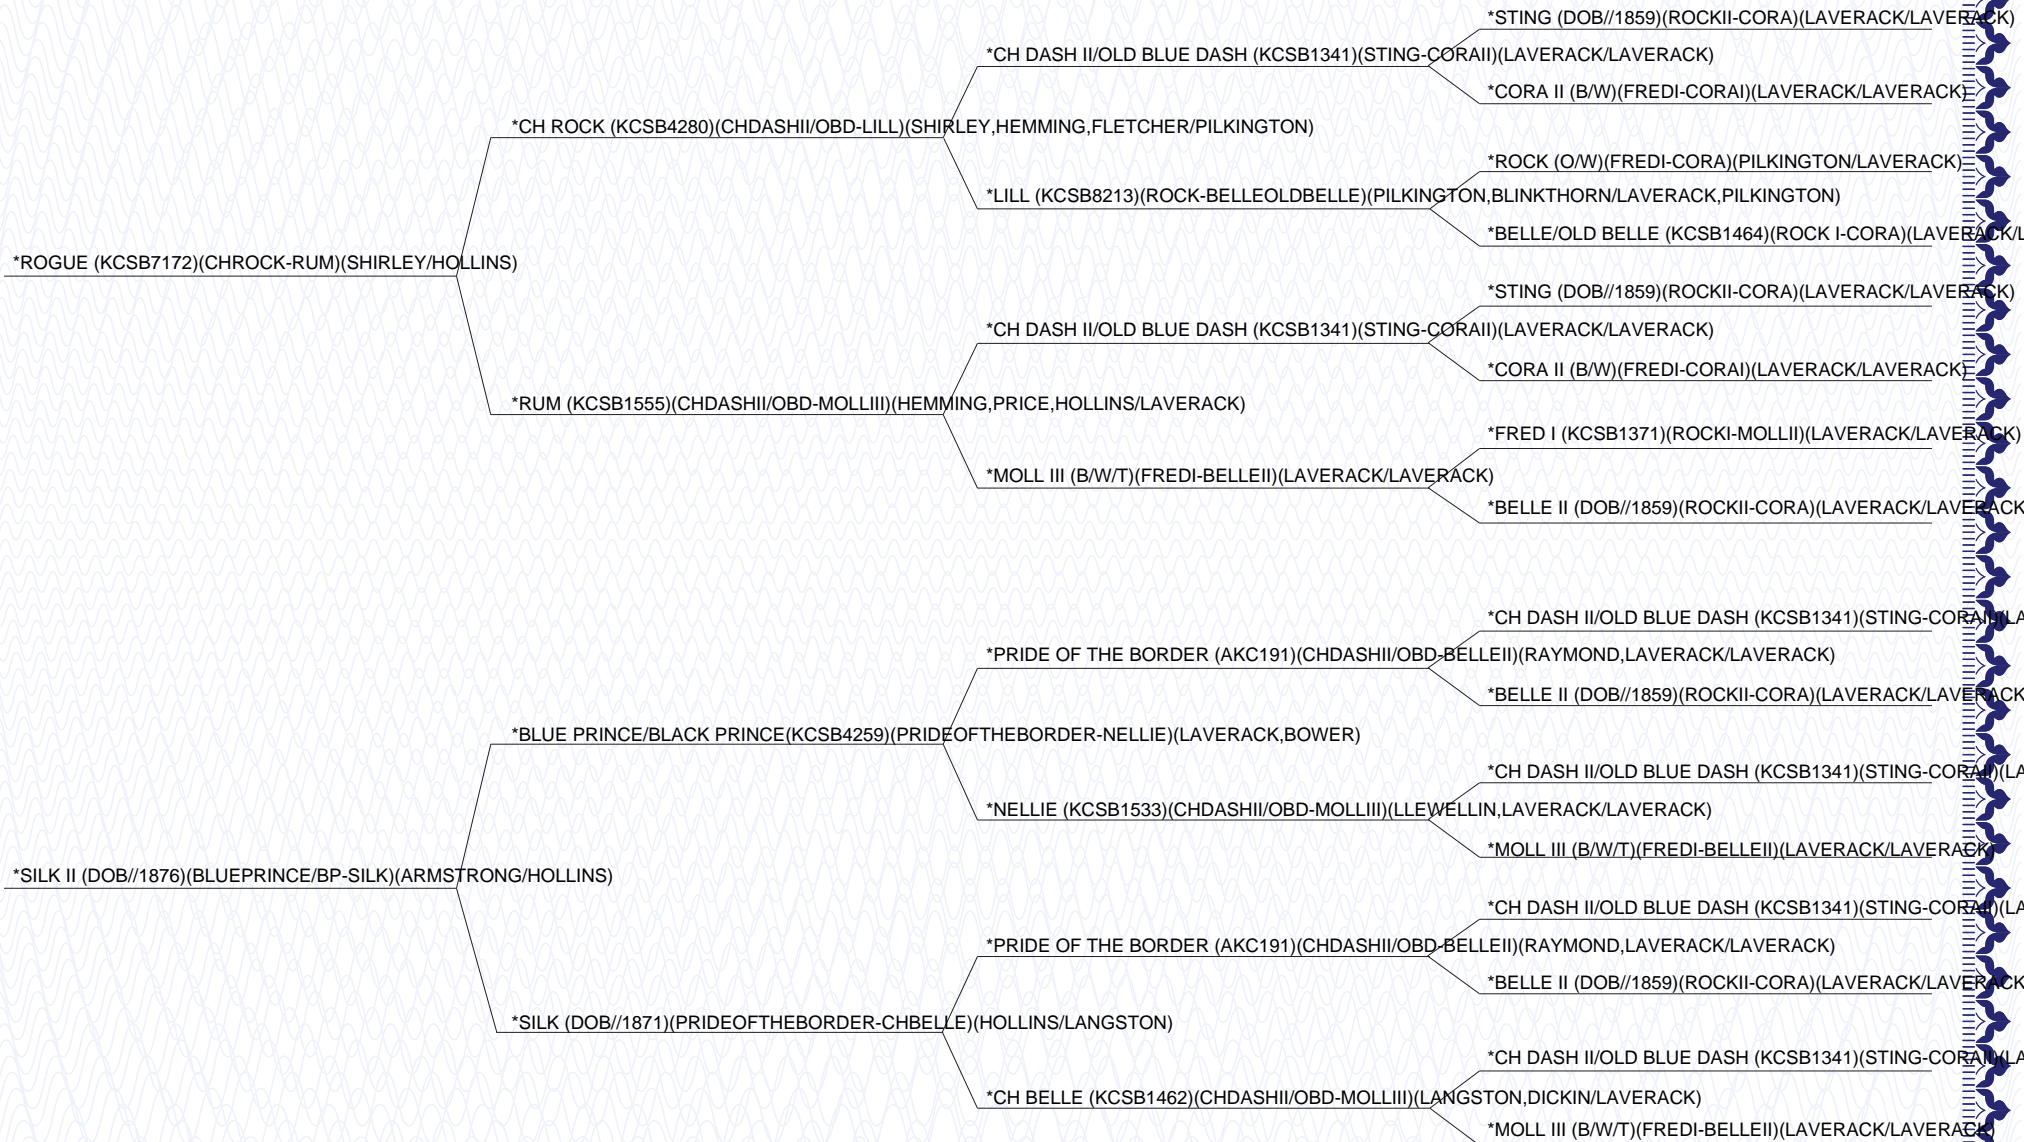 *STING (DOB//1859)(ROCKII-CORA)(LAVERACK/LAVERACK)
*CH DASH II/OLD BLUE DASH (KCSB1341)(STING-CORAII)(LAVERACK/LAVERACK)
*CORA II (B/W)(FREDI-CORAI)(LAVERACK/LAVERACK)
*CH ROCK (KCSB4280)(CHDASHII/OBD-LILL)(SHIRLEY,HEMMING,FLETCHER/PILKINGTON)
*ROCK (O/W)(FREDI-CORA)(PILKINGTON/LAVERACK)
*LILL (KCSB8213)(ROCK-BELLEOLDBELLE)(PILKINGTON,BLINKTHORN/LAVERACK,PILKINGTON)
*BELLE/OLD BELLE (KCSB1464)(ROCK I-CORA)(LAVERACK/L
*ROGUE (KCSB7172)(CHROCK-RUM)(SHIRLEY/HOLLINS)
*STING (DOB//1859)(ROCKII-CORA)(LAVERACK/LAVERACK)
*CH DASH II/OLD BLUE DASH (KCSB1341)(STING-CORAII)(LAVERACK/LAVERACK)
*CORA II (B/W)(FREDI-CORAI)(LAVERACK/LAVERACK)
*RUM (KCSB1555)(CHDASHII/OBD-MOLLIII)(HEMMING,PRICE,HOLLINS/LAVERACK)
*FRED I (KCSB1371)(ROCKI-MOLLII)(LAVERACK/LAVERACK)
*MOLL III (B/W/T)(FREDI-BELLEII)(LAVERACK/LAVERACK)
*BELLE II (DOB//1859)(ROCKII-CORA)(LAVERACK/LAVERACK
*CH DASH II/OLD BLUE DASH (KCSB1341)(STING-CORAII)(LA
*PRIDE OF THE BORDER (AKC191)(CHDASHII/OBD-BELLEII)(RAYMOND,LAVERACK/LAVERACK)
*BELLE II (DOB//1859)(ROCKII-CORA)(LAVERACK/LAVERACK
*BLUE PRINCE/BLACK PRINCE(KCSB4259)(PRIDEOFTHEBORDER-NELLIE)(LAVERACK,BOWER)
*CH DASH II/OLD BLUE DASH (KCSB1341)(STING-CORAII)(LA
*NELLIE (KCSB1533)(CHDASHII/OBD-MOLLIII)(LLEWELLIN,LAVERACK/LAVERACK)
*MOLL III (B/W/T)(FREDI-BELLEII)(LAVERACK/LAVERACK)
*SILK II (DOB//1876)(BLUEPRINCE/BP-SILK)(ARMSTRONG/HOLLINS)
*CH DASH II/OLD BLUE DASH (KCSB1341)(STING-CORAII)(LA
*PRIDE OF THE BORDER (AKC191)(CHDASHII/OBD-BELLEII)(RAYMOND,LAVERACK/LAVERACK)
*BELLE II (DOB//1859)(ROCKII-CORA)(LAVERACK/LAVERACK
*SILK (DOB//1871)(PRIDEOFTHEBORDER-CHBELLE)(HOLLINS/LANGSTON)
*CH DASH II/OLD BLUE DASH (KCSB1341)(STING-CORAII)(LA
*CH BELLE (KCSB1462)(CHDASHII/OBD-MOLLIII)(LANGSTON,DICKIN/LAVERACK)
*MOLL III (B/W/T)(FREDI-BELLEII)(LAVERACK/LAVERACK)